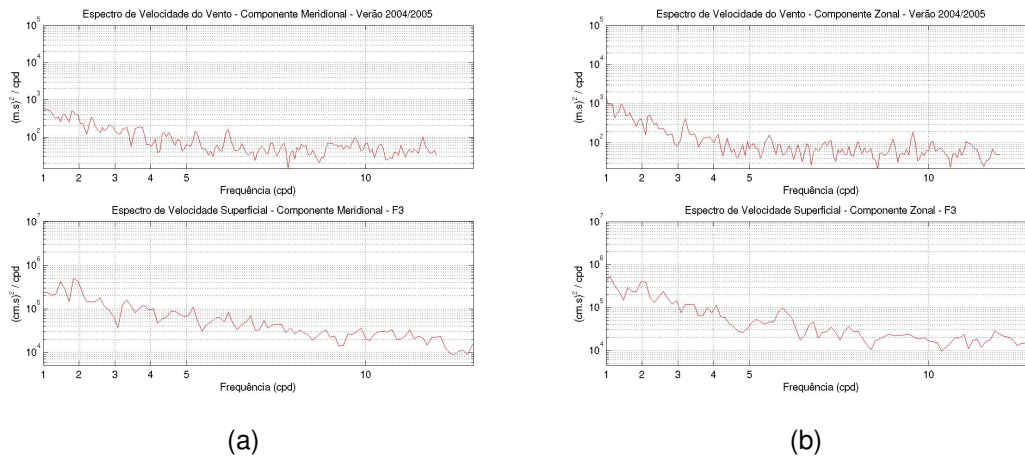 Espectro de Velocidade do Vento - Componente Meridional - Verão 2004/2005
10^5
10^4
10^3
10^2
(m.s)^2 / cpd
1 2 3 4 5 10
Frequência (cpd)
Espectro de Velocidade Superficial - Componente Meridional - F3
10^7
10^6
10^5
10^4
(cm.s)^2 / cpd
1 2 3 4 5 10
Frequência (cpd)
(a)
Espectro de Velocidade do Vento - Componente Zonal - Verão 2004/2005
10^5
10^4
10^3
10^2
(m.s)^2 / cpd
1 2 3 4 5 10
Frequência (cpd)
Espectro de Velocidade Superficial - Componente Zonal - F3
10^7
10^6
10^5
10^4
(cm.s)^2 / cpd
1 2 3 4 5 10
Frequência (cpd)
(b)